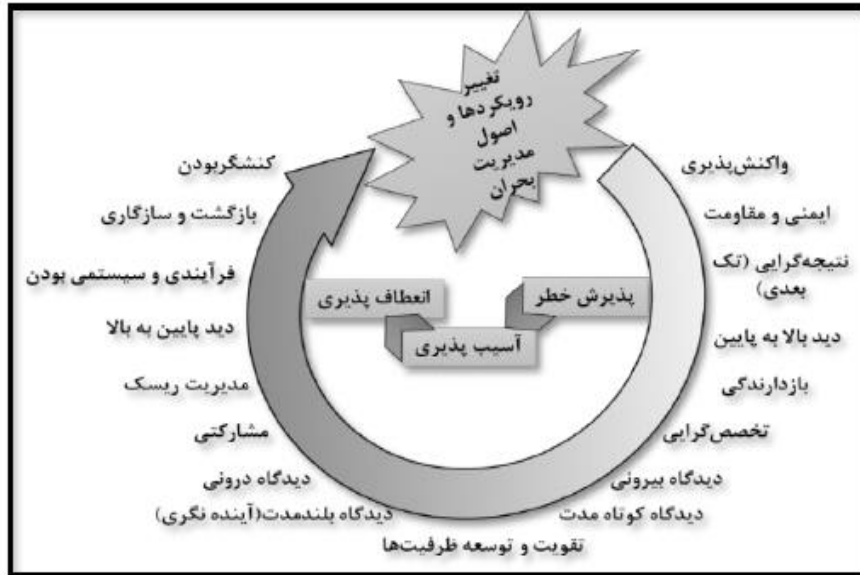 تغییر
رویکردها و
اصول
مدیریت
بحران
واکنش‌پذیری
ایمنی و مقاومت
نتیجه‌گرایی (تک
بعدی)
دید بالا به پایین
بازدارندگی
تخصص‌گرایی
دیدگاه بیرونی
دیدگاه کوتاه مدت
تقویت و توسعه ظرفیت‌ها
دیدگاه بلندمدت(آینده نگری)
دیدگاه درونی
مشارکتی
مدیریت ریسک
دید پایین به بالا
فرآیندی و سیستمی بودن
بازگشت و سازگاری
کنشگربودن
پذیرش خطر
آسیب پذیری
انعطاف پذیری